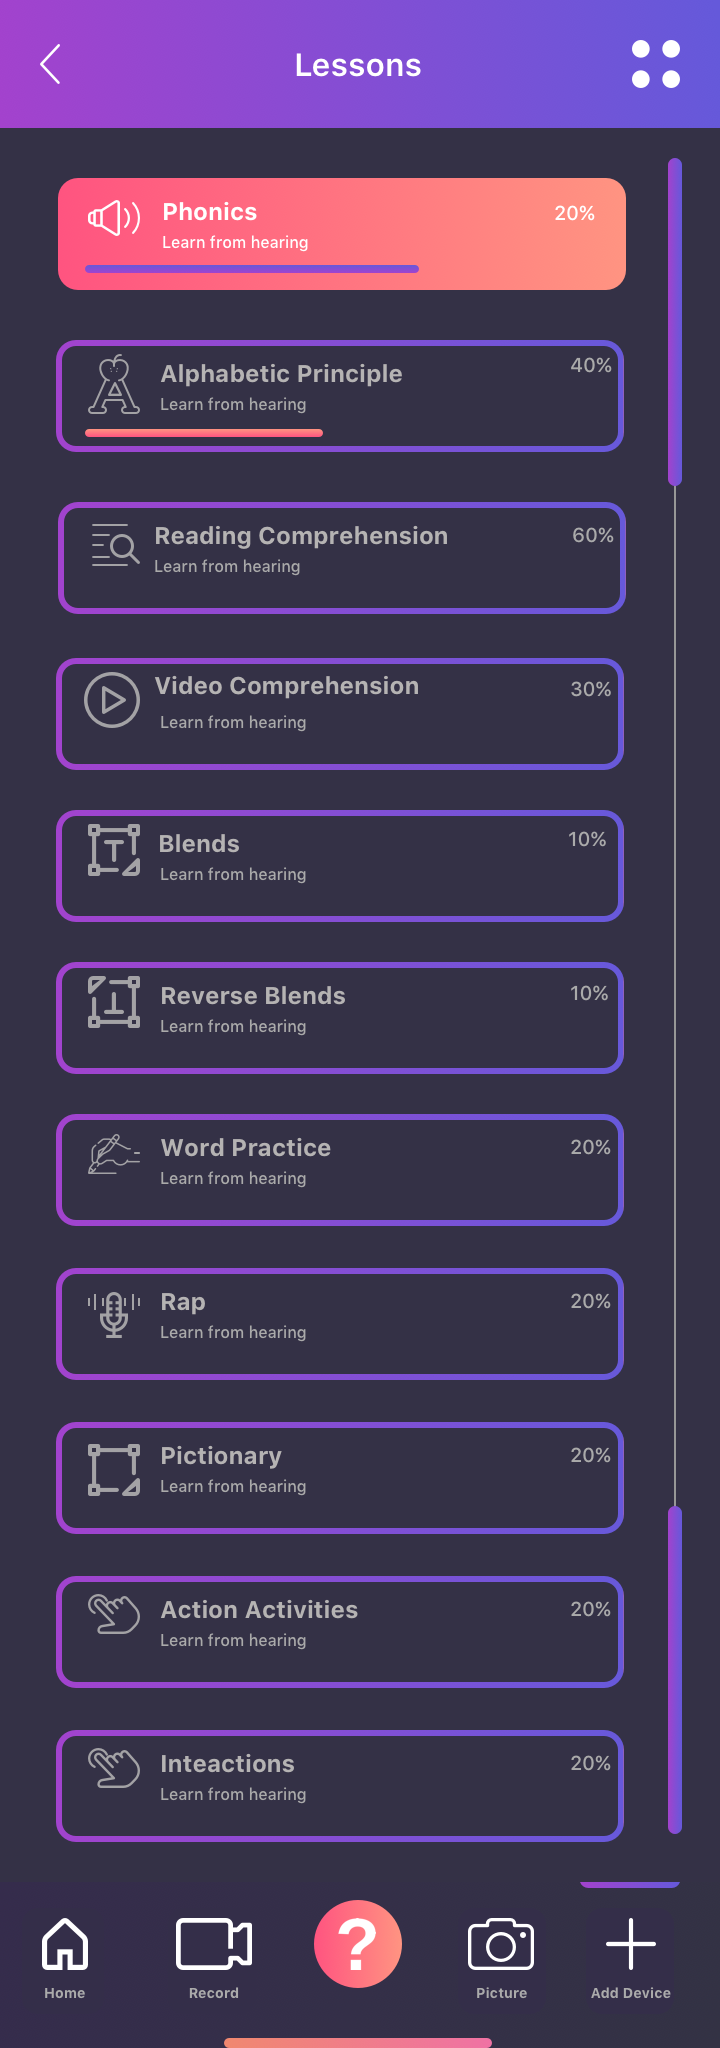 Lessons
Phonics
20%
Learn from hearing
Alphabetic Principle
40%
Learn from hearing
Reading Comprehension
60%
Learn from hearing
Video Comprehension
30%
Learn from hearing
Blends
10%
Learn from hearing
Reverse Blends
10%
Learn from hearing
Word Practice
20%
Learn from hearing
Rap
20%
Learn from hearing
Pictionary
20%
Learn from hearing
Action Activities
20%
Learn from hearing
Inteactions
20%
Learn from hearing
?
Home
Record
Picture
Add Device